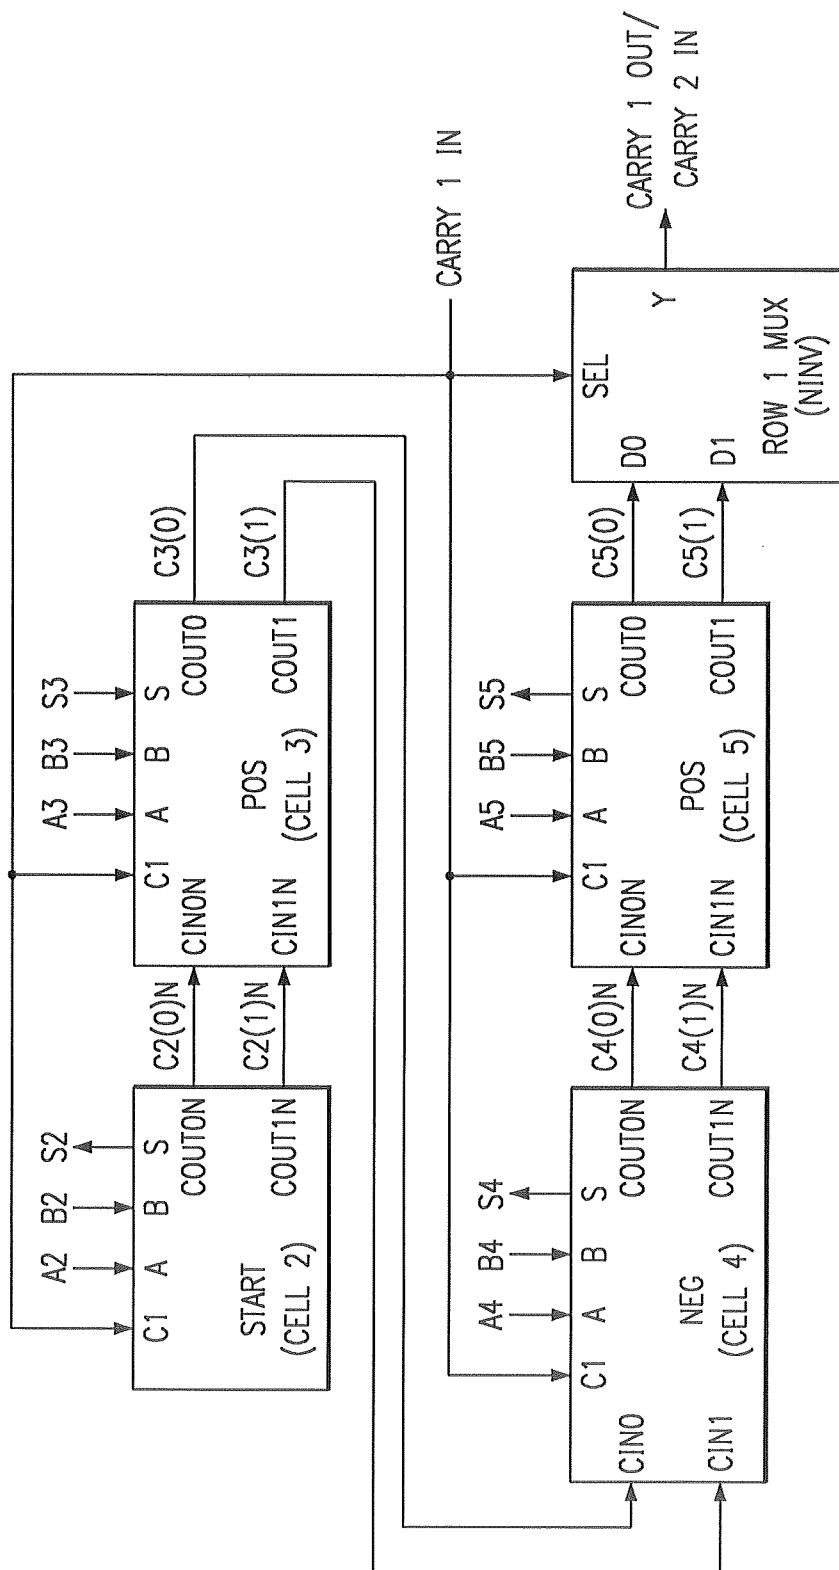 A2
B2
S2
C1
A
B
S
START
(CELL 2)
COUT0N
COUT1N
C2(0)N
C2(1)N
A3
B3
S3
C1
A
B
S
CIN0N
CIN1N
POS
(CELL 3)
COUT0
COUT1
C3(0)
C3(1)
CARRY 1 IN
A4
B4
S4
C1
A
B
S
CIN0
CIN1
NEG
(CELL 4)
COUT0N
COUT1N
C4(0)N
C4(1)N
A5
B5
S5
C1
A
B
S
CIN0N
CIN1N
POS
(CELL 5)
COUT0
COUT1
C5(0)
C5(1)
SEL
D0
D1
Y
ROW 1 MUX
(NINV)
CARRY 1 OUT/
CARRY 2 IN